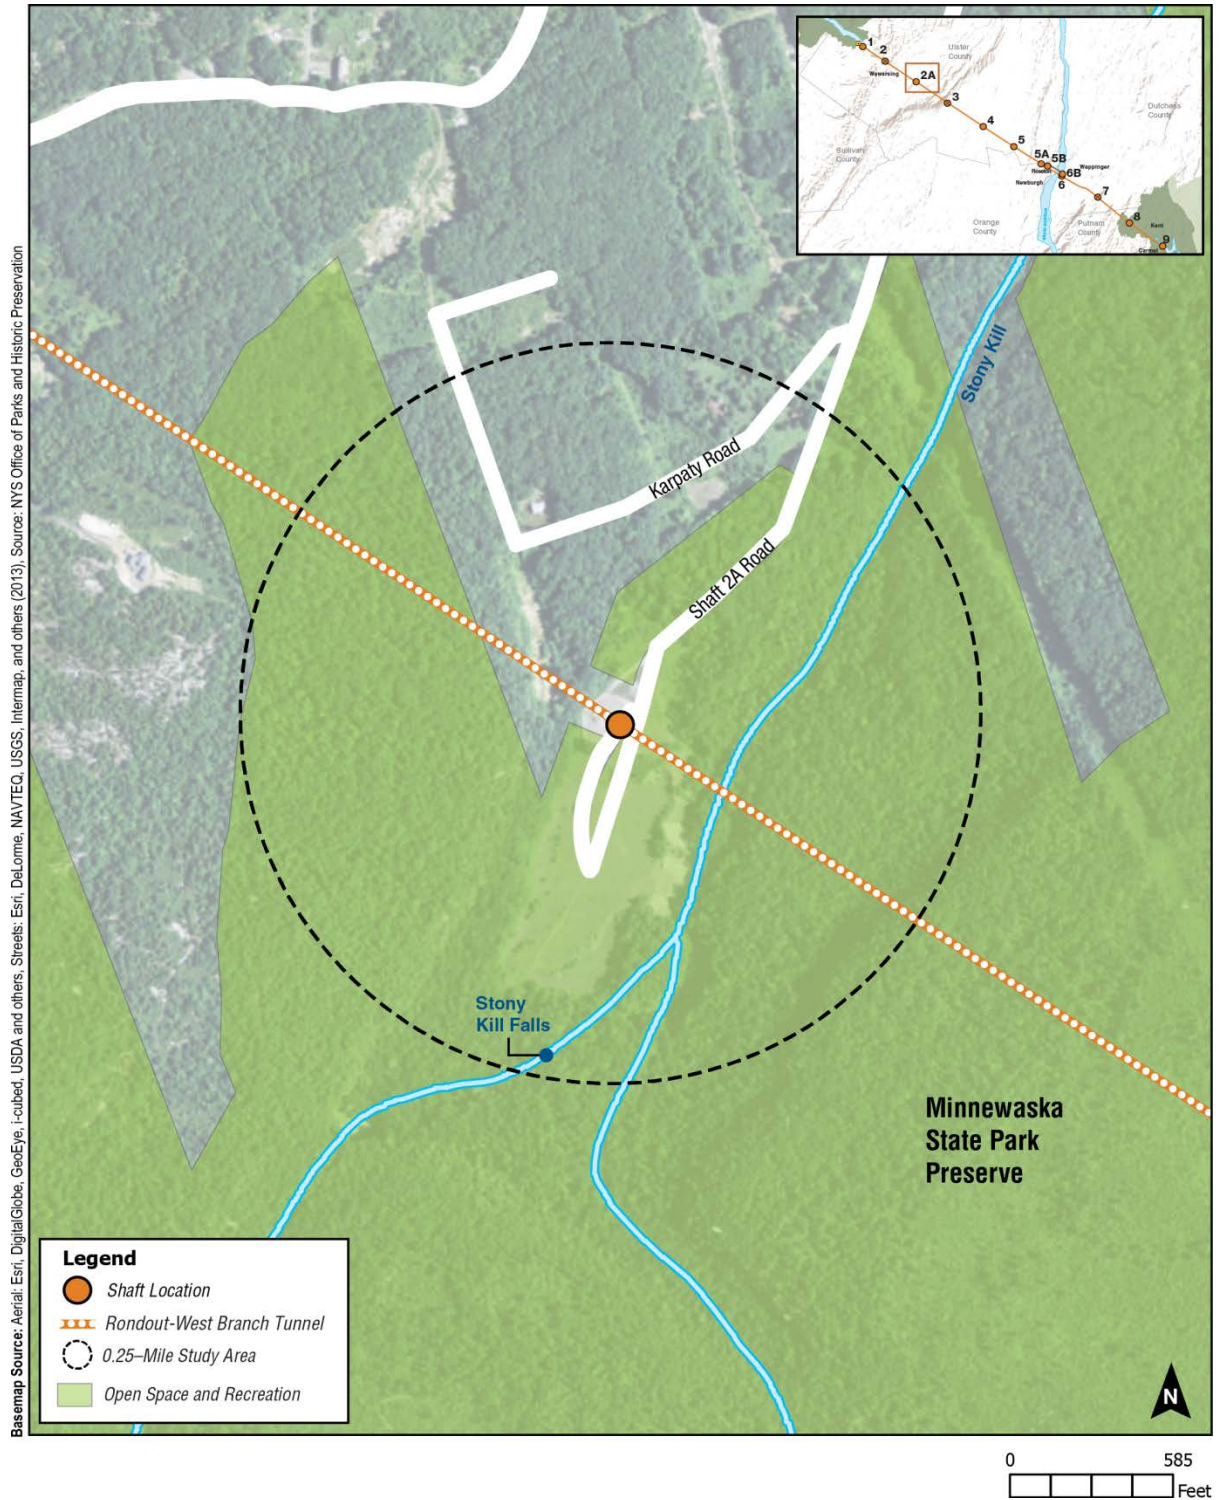 1
2
Ulster
County
Wawarsing
2A
3
Dutchess
County
4
Sullivan
County
5
5A
5B
Wappinger
6B
Newburgh
6
7
Orange
County
Putnam
County
8
Kent
9
Carmel
Stony Kill
Karpaty Road
Shaft 2A Road
Stony
Kill Falls
Minnewaska
State Park
Preserve
Basemap Source: Aerial: Esri, DigitalGlobe, GeoEye, i-cubed, USDA and others, Streets: Esri, DeLorme, NAVTEQ, USGS, Intermap, and others (2013), Source: NYS Office of Parks and Historic Preservation
Legend
Shaft Location
Rondout-West Branch Tunnel
0.25–Mile Study Area
Open Space and Recreation
N
0 585
Feet